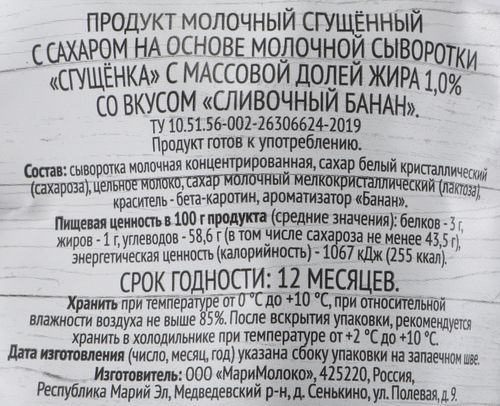 ПРОДУКТ МОЛОЧНЫЙ СГУЩЁННЫЙ
С САХАРОМ НА ОСНОВЕ МОЛОЧНОЙ СЫВОРОТКИ
«СГУЩЁНКА» С МАССОВОЙ ДОЛЕЙ ЖИРА 1,0%
СО ВКУСОМ «СЛИВОЧНЫЙ БАНАН».
ТУ 10.51.56-002-26306624-2019
Продукт готов к употреблению.
Состав: сыворотка молочная концентрированная, сахар белый кристаллический
(сахароза), цельное молоко, сахар молочный мелкокристаллический (лактоза),
краситель - бета-каротин, ароматизатор «Банан».
Пищевая ценность в 100 г продукта (средние значения): белков - 3 г,
жиров - 1 г, углеводов - 58,6 г (в том числе сахароза не менее 43,5 г),
энергетическая ценность (калорийность) - 1067 кДж (255 ккал).
СРОК ГОДНОСТИ: 12 МЕСЯЦЕВ.
Хранить при температуре от 0 °С до +10 °С, при относительной
влажности воздуха не выше 85%. После вскрытия упаковки, рекомендуется
хранить в холодильнике при температуре от +2 °С до +10 °С.
Дата изготовления (число, месяц, год) указана сбоку упаковки на запаечном шве.
Изготовитель: ООО «МариМолоко», 425220, Россия,
Республика Марий Эл, Медведевский р-н, д. Сенькино, ул. Полевая, д. 9.